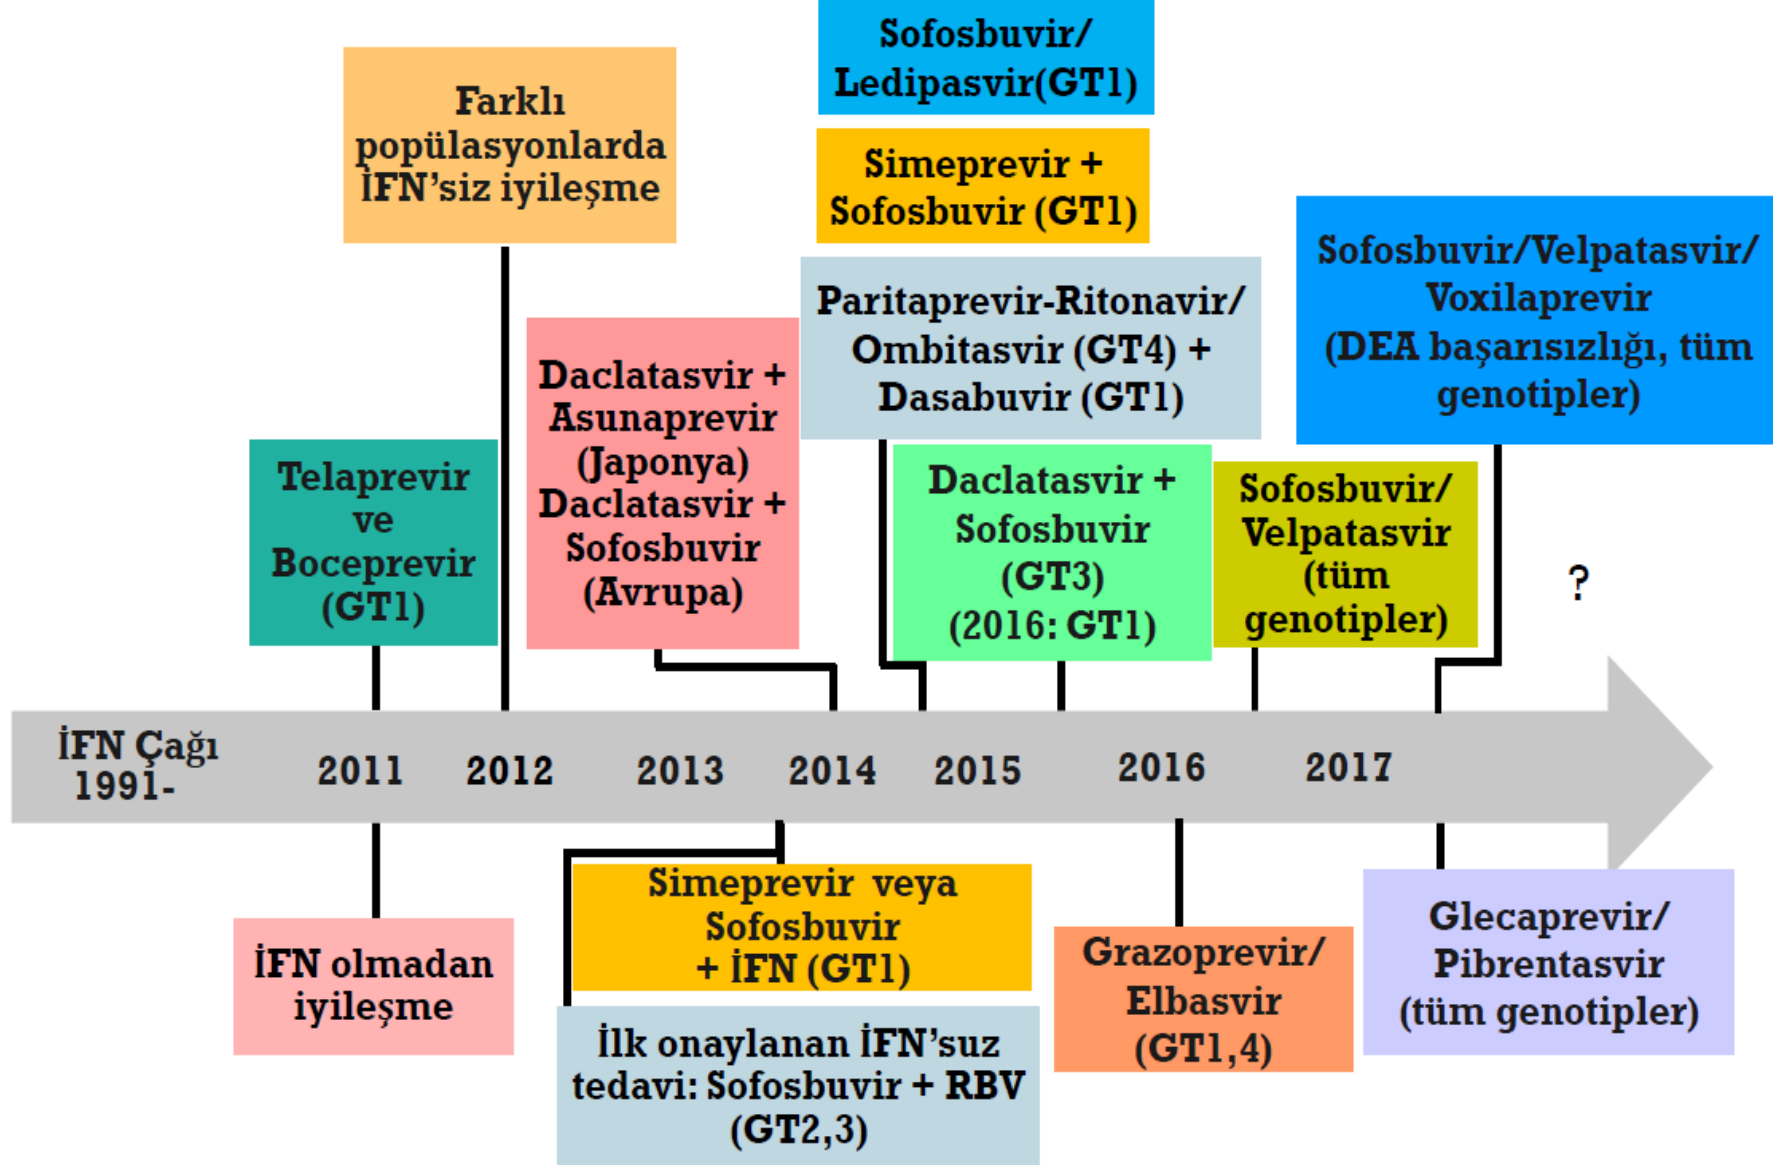 Sofosbuvir/
Ledipasvir(GT1)
Farklı
popülasyonlarda
İFN’siz iyileşme
Simeprevir +
Sofosbuvir (GT1)
Sofosbuvir/Velpatasvir/
Voxilaprevir
(DEA başarısızlığı, tüm
genotipler)
Paritaprevir-Ritonavir/
Ombitasvir (GT4) +
Dasabuvir (GT1)
Daclatasvir +
Asunaprevir
(Japonya)
Daclatasvir +
Sofosbuvir
(Avrupa)
Telaprevir
ve
Boceprevir
(GT1)
Daclatasvir +
Sofosbuvir
(GT3)
(2016: GT1)
Sofosbuvir/
Velpatasvir
(tüm
genotipler)
?
İFN Çağı
1991-
2011
2012
2013
2014
2015
2016
2017
İFN olmadan
iyileşme
Simeprevir veya
Sofosbuvir
+ İFN (GT1)
İlk onaylanan İFN’suz
tedavi: Sofosbuvir + RBV
(GT2,3)
Grazoprevir/
Elbasvir
(GT1,4)
Glecaprevir/
Pibrentasvir
(tüm genotipler)